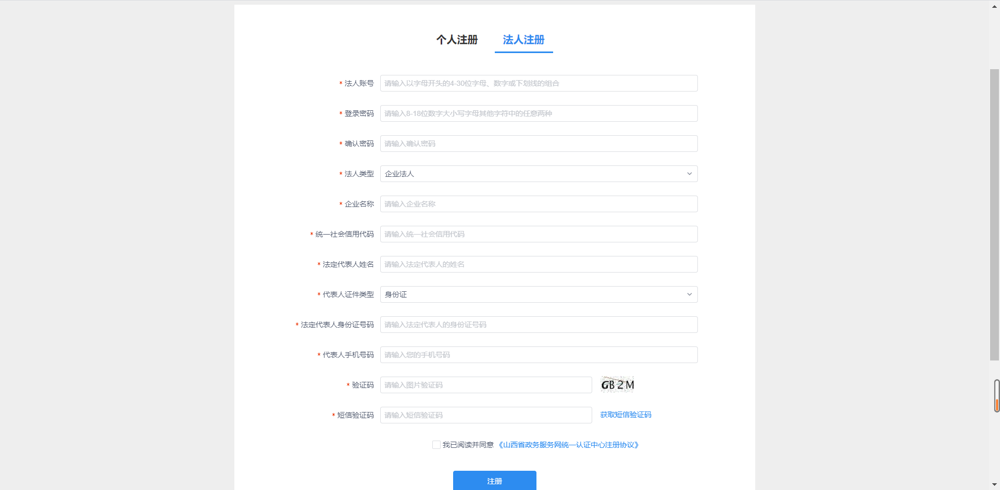 个人注册 法人注册
* 法人账号 请输入以字母开头的4-30位字母、数字或下划线的组合
* 登录密码 请输入8-18位数字大小写字母其他字符中的任意两种
* 确认密码 请输入确认密码
* 法人类型 企业法人
* 企业名称 请输入企业名称
* 统一社会信用代码 请输入统一社会信用代码
* 法定代表人姓名 请输入法定代表人的姓名
* 代表人证件类型 身份证
* 法定代表人身份证号码 请输入法定代表人的身份证号码
* 代表人手机号码 请输入您的手机号码
* 验证码 请输入图片验证码 GB2M
* 短信验证码 请输入短信验证码 获取短信验证码
我已阅读并同意 《山西省政务服务网统一认证中心注册协议》
注册